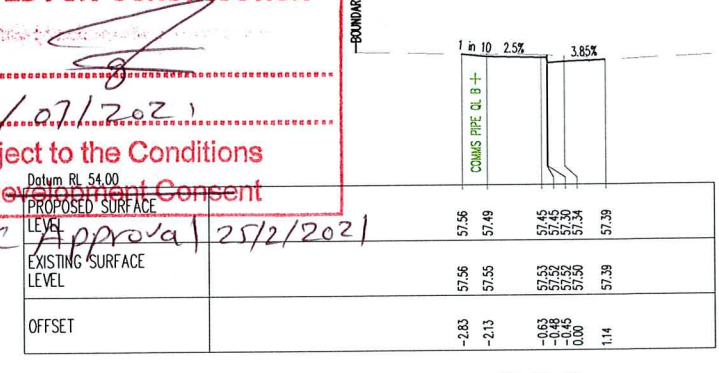 BOUNDAR
1 in 10 2.5% 3.85%
COMMS PIPE QL B
/07/2021
ject to the Conditions
evelopment Consent
Approval 25/2/2021
Datum RL 54.00
PROPOSED SURFACE
LEVEL
57.56 57.49 57.45 57.45 57.30 57.34 57.39
EXISTING SURFACE
LEVEL
57.56 57.55 57.53 57.52 57.52 57.50 57.39
OFFSET
-2.83 -2.13 -0.63 -0.48 -0.45 0.00 1.14